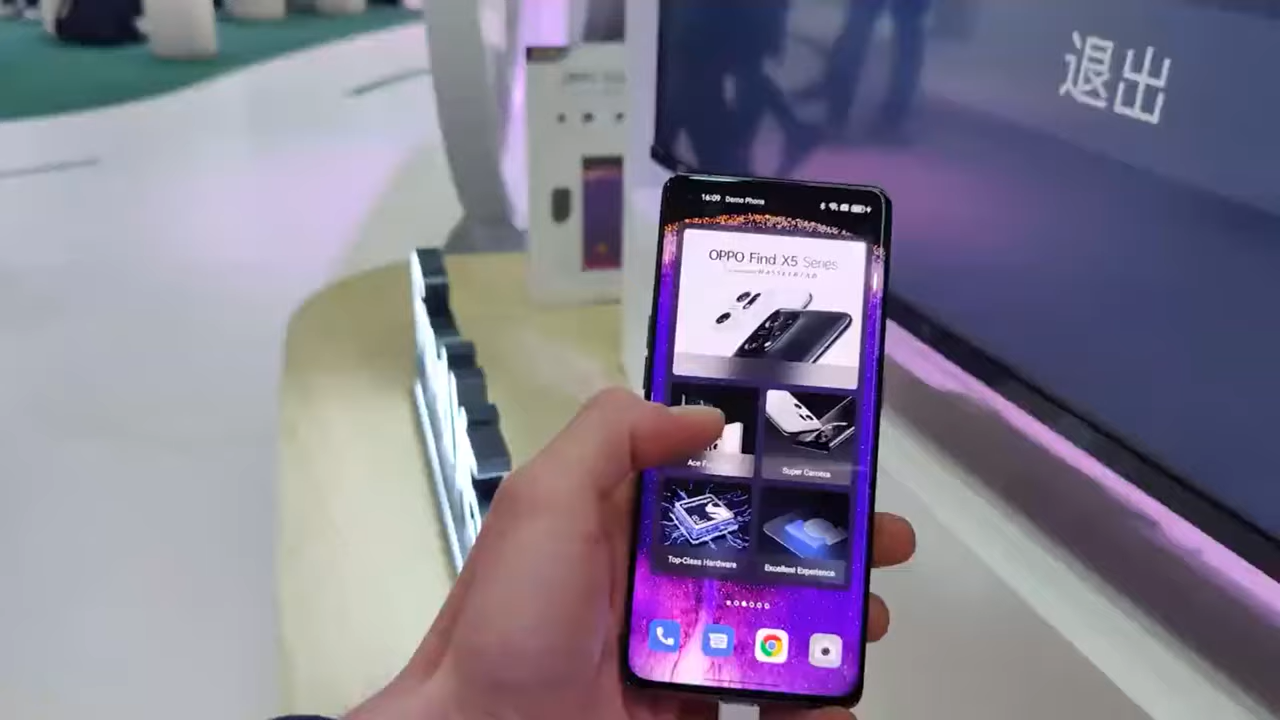 退出
16:09 Demo Phone
OPPO Find X5 Series
Super Camera
Top-Class Hardware
Excellent Experience